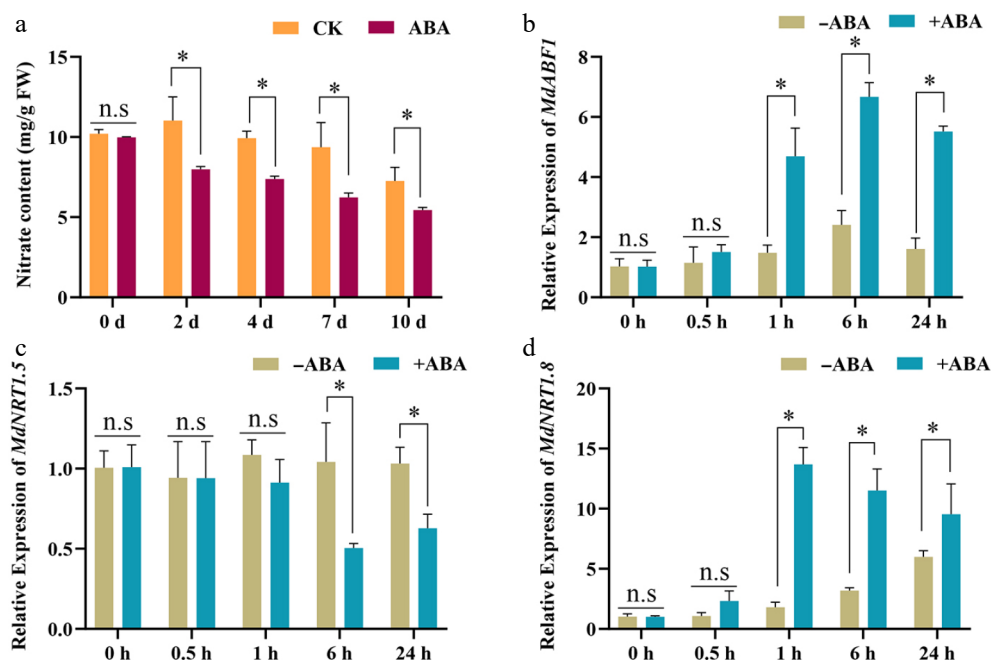 a
CK ABA
Nitrate content (mg/g FW)
15
10
5
0
n.s
*
*
*
*
0 d 2 d 4 d 7 d 10 d
b
–ABA +ABA
Relative Expression of MdABF1
8
6
4
2
0
n.s
n.s
*
*
*
0 h 0.5 h 1 h 6 h 24 h
c
–ABA +ABA
Relative Expression of MdNRT1.5
1.5
1.0
0.5
0.0
n.s
n.s
n.s
*
*
0 h 0.5 h 1 h 6 h 24 h
d
–ABA +ABA
Relative Expression of MdNRT1.8
20
15
10
5
0
n.s
n.s
*
*
*
0 h 0.5 h 1 h 6 h 24 h